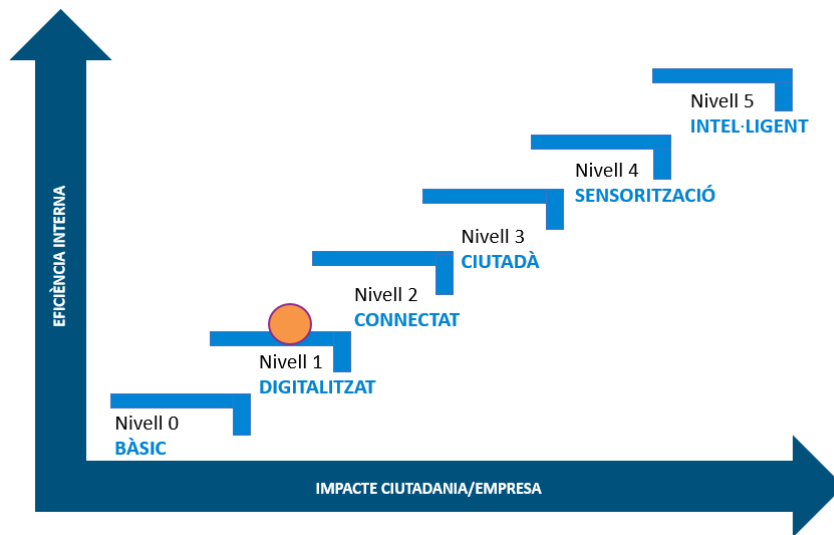 Nivell 5
INTEL·LIGENT
Nivell 4
SENSORITZACIÓ
Nivell 3
CIUTADÀ
Nivell 2
CONNECTAT
Nivell 1
DIGITALITZAT
Nivell 0
BÀSIC
EFICIÈNCIA INTERNA
IMPACTE CIUTADANIA/EMPRESA